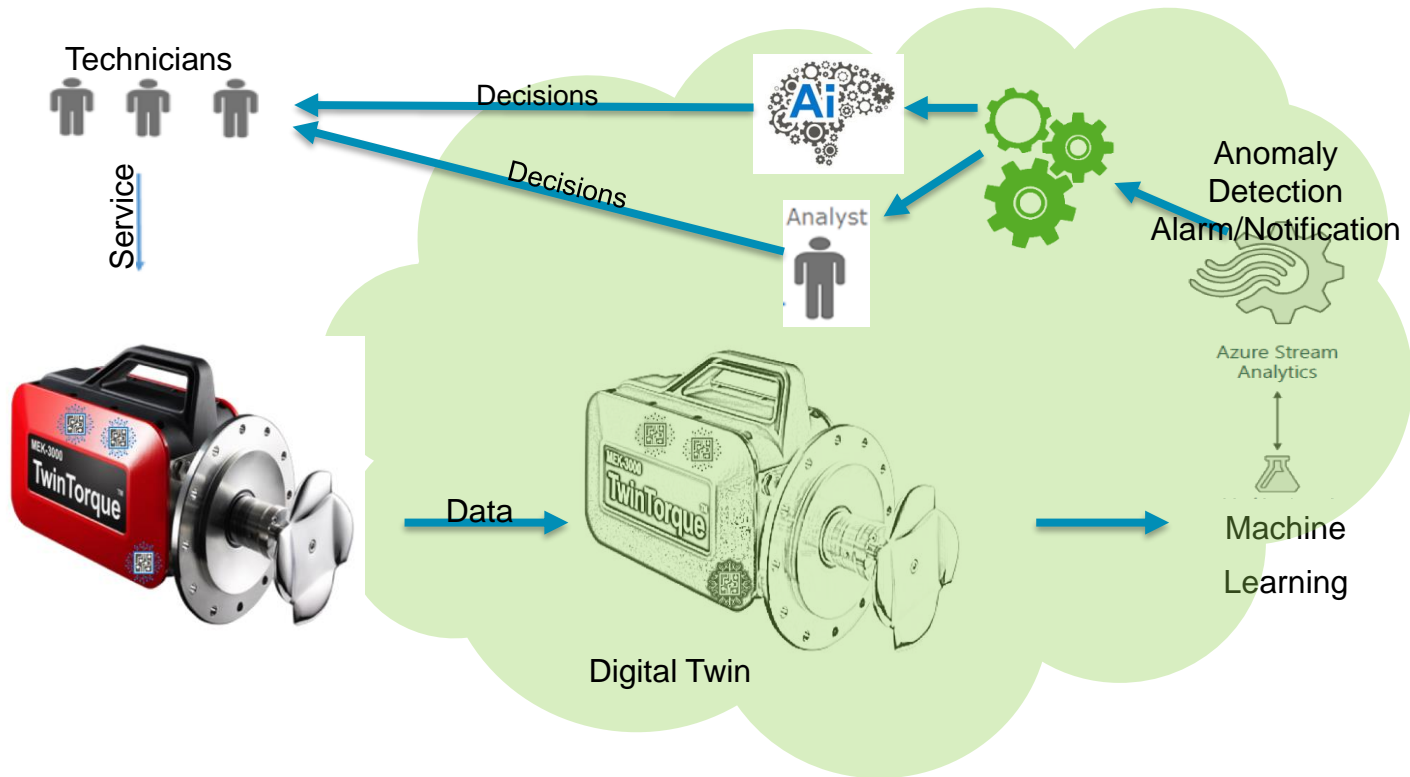 Technicians
Decisions
Ai
Decisions
Service
Analyst
Anomaly
Detection
Alarm/Notification
Azure Stream
Analytics
MEK-3000
TwinTorque™
Data
MEK-3000
TwinTorque
Machine
Learning
Digital Twin